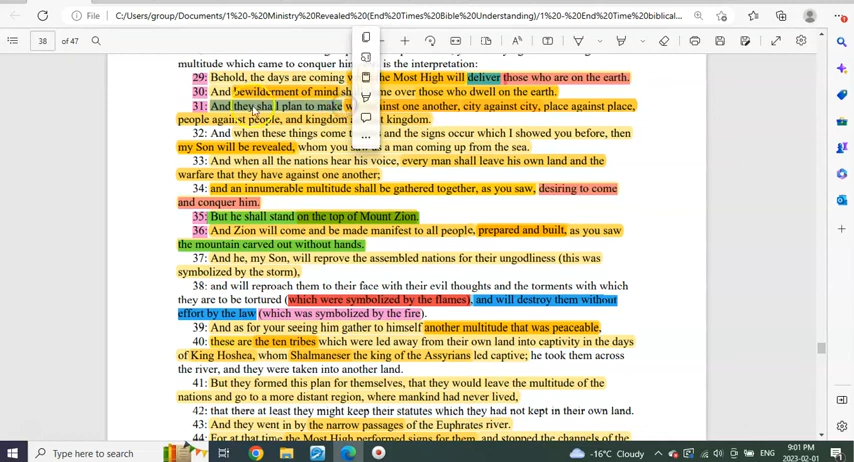 File
C:/Users/group/Documents/1%20-%20Ministry%20Revealed%20(End%20Times%20Bible%20Understanding)/1%20-%20End%20Time%20biblical...
38 of 47
multitude which came to conquer him is the interpretation:
29: Behold, the days are coming the Most High will deliver those who are on the earth.
30: And bewilderment of mind shall come over those who dwell on the earth.
31: And they shall plan to make against one another, city against city, place against place,
people against people, and kingdom against kingdom.
32: And when these things come and the signs occur which I showed you before, then
my Son will be revealed, whom you saw as a man coming up from the sea.
33: And when all the nations hear his voice, every man shall leave his own land and the
warfare that they have against one another;
34: and an innumerable multitude shall be gathered together, as you saw, desiring to come
and conquer him.
35: But he shall stand on the top of Mount Zion.
36: And Zion will come and be made manifest to all people, prepared and built, as you saw
the mountain carved out without hands.
37: And he, my Son, will reprove the assembled nations for their ungodliness (this was
symbolized by the storm),
38: and will reproach them to their face with their evil thoughts and the torments with which
they are to be tortured (which were symbolized by the flames), and will destroy them without
effort by the law (which was symbolized by the fire).
39: And as for your seeing him gather to himself another multitude that was peaceable,
40: these are the ten tribes which were led away from their own land into captivity in the days
of King Hoshea, whom Shalmaneser the king of the Assyrians led captive; he took them across
the river, and they were taken into another land.
41: But they formed this plan for themselves, that they would leave the multitude of the
nations and go to a more distant region, where mankind had never lived,
42: that there at least they might keep their statutes which they had not kept in their own land.
43: And they went in by the narrow passages of the Euphrates river.
44: For at that time the Most High performed signs for them, and stopped the channels of the
Type here to search
-16°C Cloudy
ENG
9:01 PM
2023-02-01